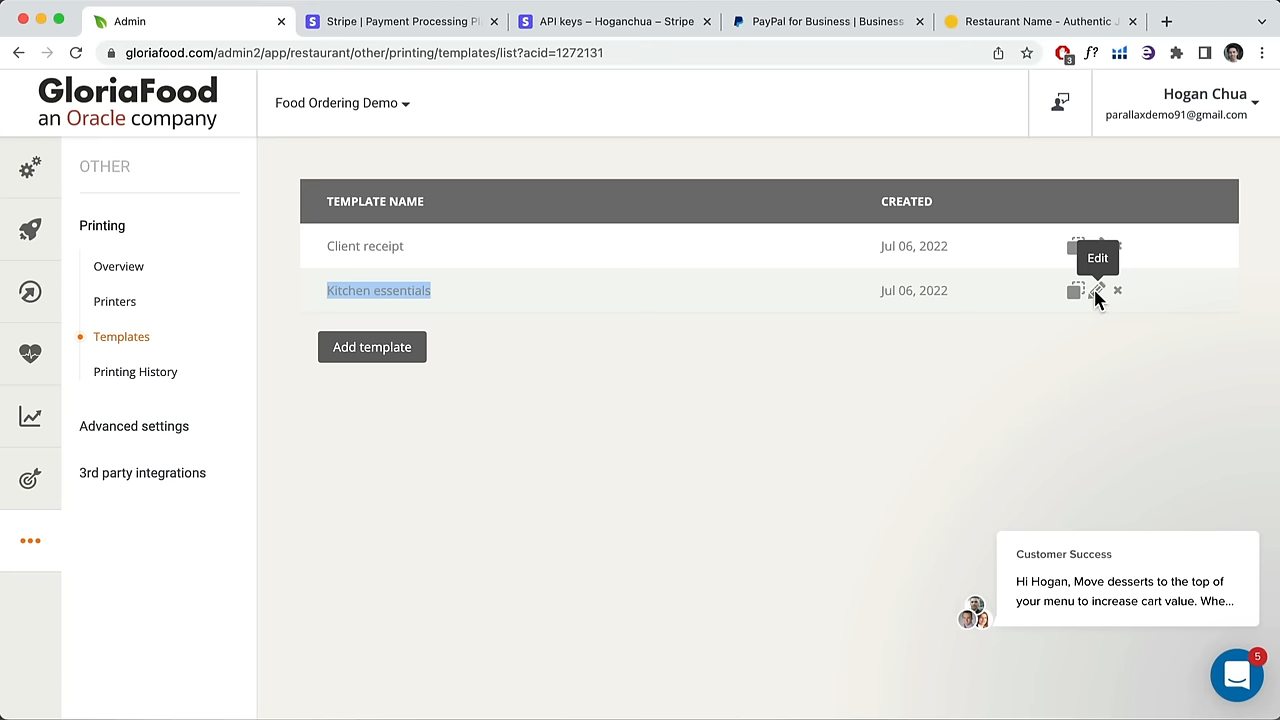 Admin
Stripe | Payment Processing Pl
API keys – Hoganchua – Stripe
PayPal for Business | Business
Restaurant Name - Authentic J
gloriafood.com/admin2/app/restaurant/other/printing/templates/list?acid=1272131
3
f?
GloriaFood
an Oracle company
Food Ordering Demo
Hogan Chua
parallaxdemo91@gmail.com
OTHER
Printing
Overview
Printers
Templates
Printing History
Advanced settings
3rd party integrations
TEMPLATE NAME CREATED
Client receipt Jul 06, 2022
Edit
Kitchen essentials Jul 06, 2022
Add template
Customer Success
Hi Hogan, Move desserts to the top of
your menu to increase cart value. Whe...
5